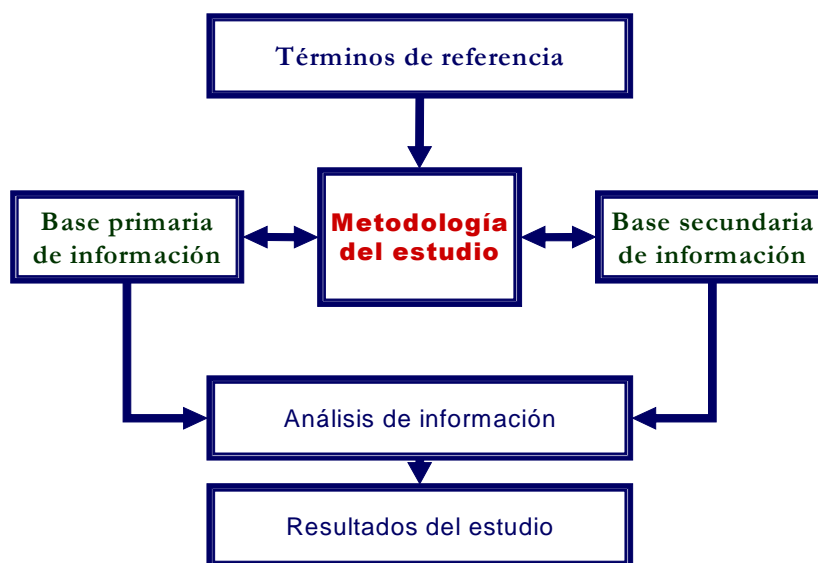 Términos de referencia
Base primaria
de información
Metodología
del estudio
Base secundaria
de información
Análisis de información
Resultados del estudio